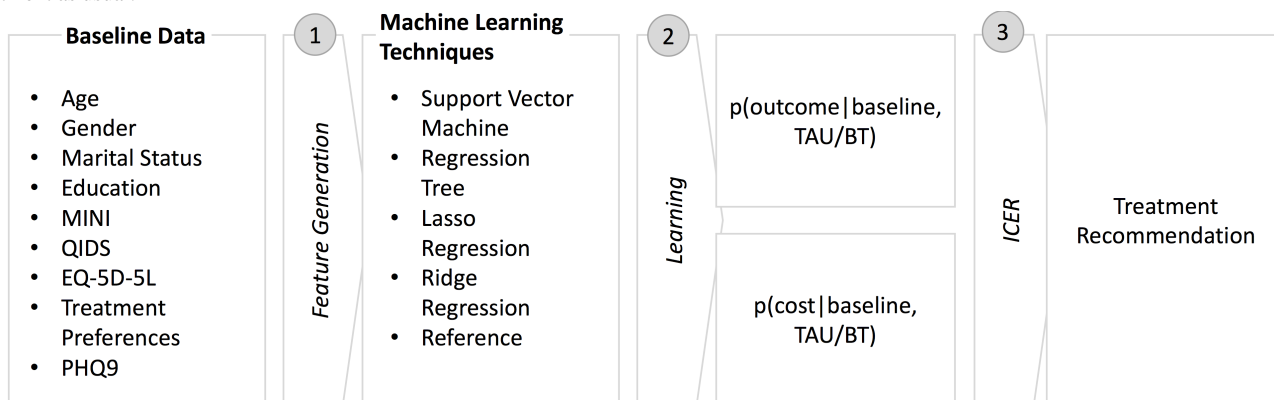 Baseline Data
• Age
• Gender
• Marital Status
• Education
• MINI
• QIDS
• EQ-5D-5L
• Treatment
Preferences
• PHQ9
1
Feature Generation
Machine Learning
Techniques
• Support Vector
Machine
• Regression
Tree
• Lasso
Regression
• Ridge
Regression
• Reference
2
Learning
p(outcome|baseline,
TAU/BT)
p(cost|baseline,
TAU/BT)
3
ICER
Treatment
Recommendation